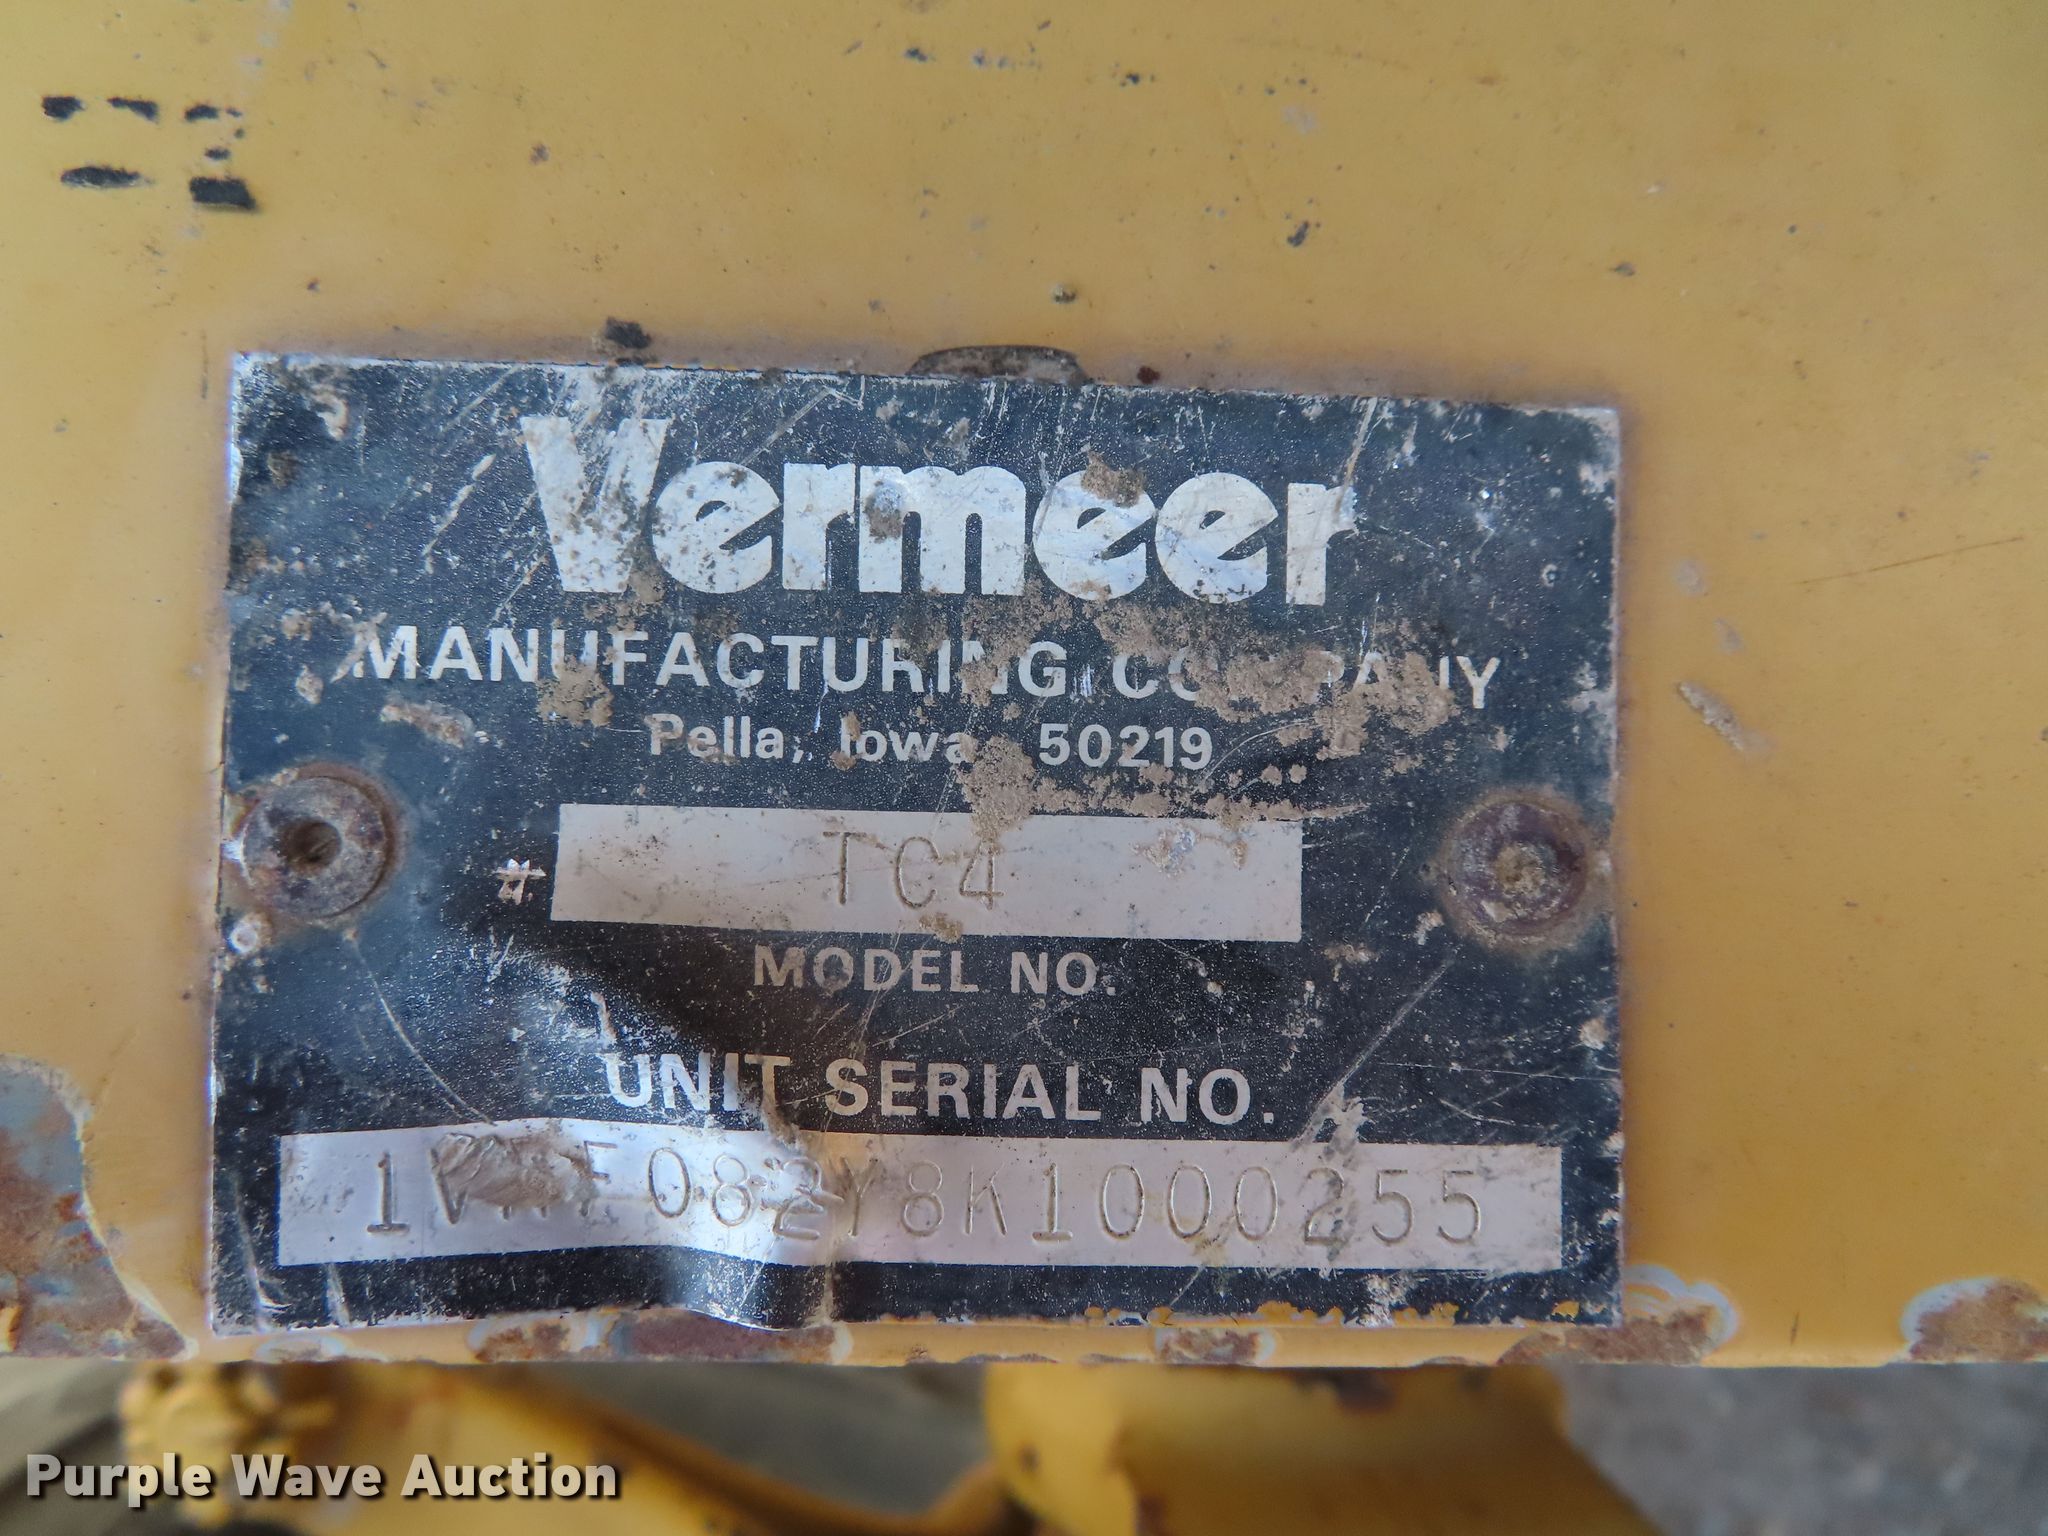 Vermeer
MANUFACTURING COMPANY
Pella, Iowa 50219
# TC4
MODEL NO.
UNIT SERIAL NO.
Purple Wave Auction